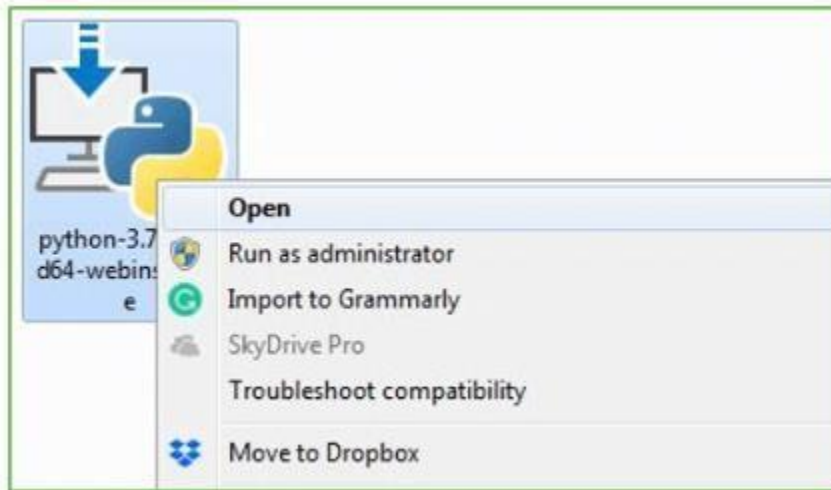 python-3.7
d64-webins
e
Open
Run as administrator
Import to Grammarly
SkyDrive Pro
Troubleshoot compatibility
Move to Dropbox